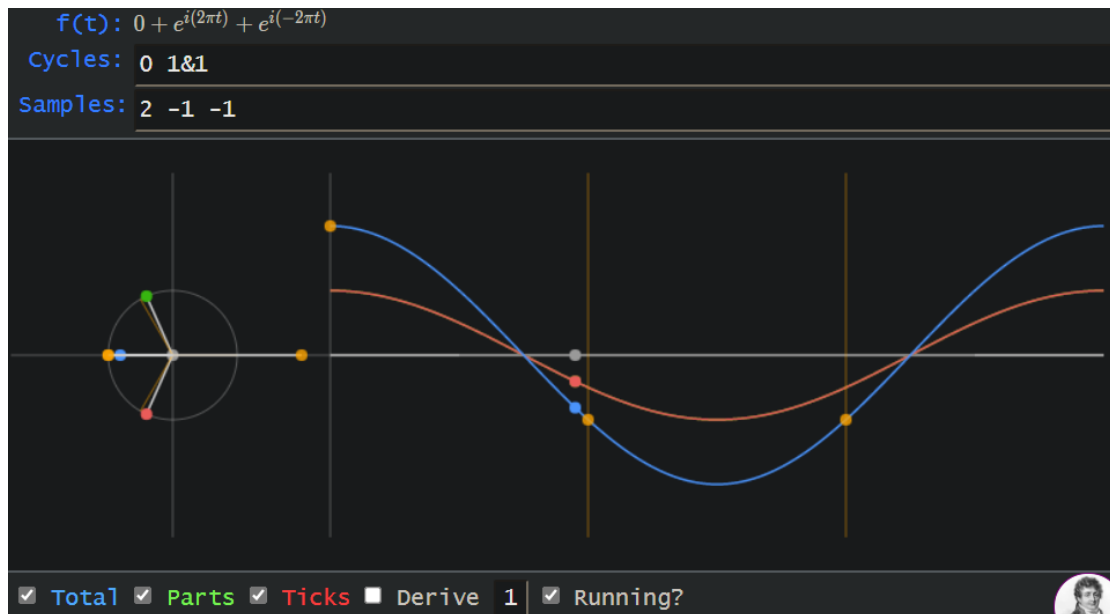 f(t): 0 + e^{i(2πt)} + e^{i(−2πt)}
Cycles: 0 1&1
Samples: 2 -1 -1
Total Parts Ticks Derive 1 Running?